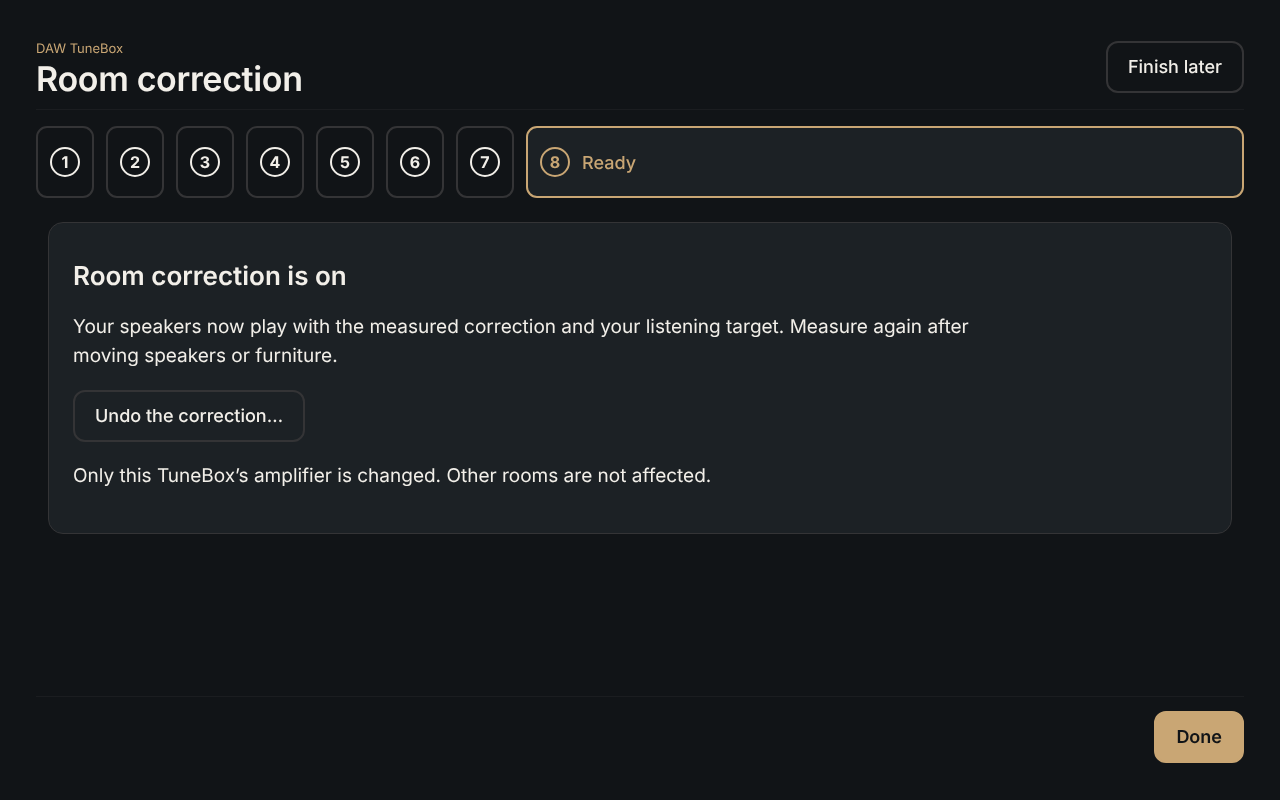 DAW TuneBox
Room correction
Finish later
1
2
3
4
5
6
7
8 Ready
Room correction is on
Your speakers now play with the measured correction and your listening target. Measure again after
moving speakers or furniture.
Undo the correction…
Only this TuneBox’s amplifier is changed. Other rooms are not affected.
Done